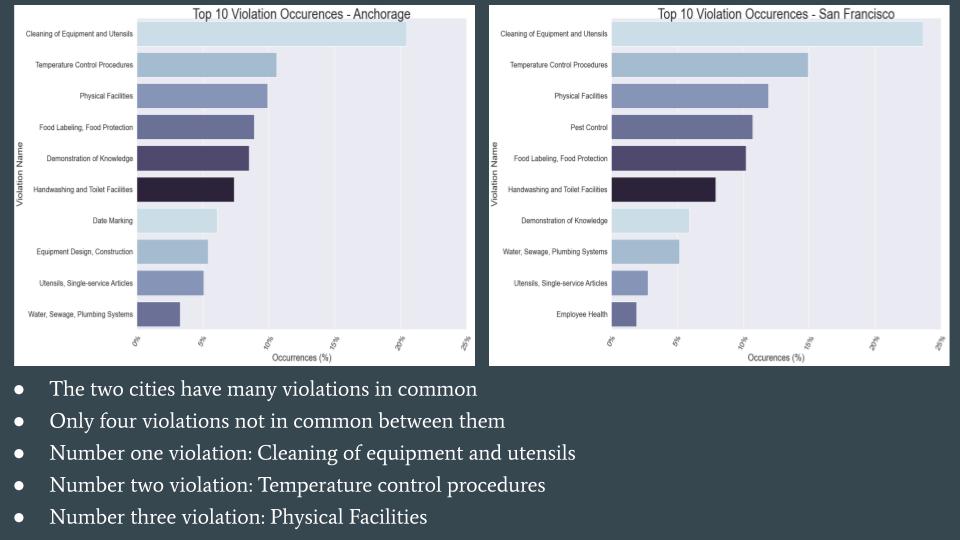 Top 10 Violation Occurences - Anchorage
Cleaning of Equipment and Utensils
Temperature Control Procedures
Physical Facilities
Food Labeling, Food Protection
Demonstration of Knowledge
Handwashing and Toilet Facilities
Date Marking
Equipment Design, Construction
Utensils, Single-service Articles
Water, Sewage, Plumbing Systems
Violation Name
0% 5% 10% 15% 20% 25%
Occurrences (%)
Top 10 Violation Occurences - San Francisco
Cleaning of Equipment and Utensils
Temperature Control Procedures
Physical Facilities
Pest Control
Food Labeling, Food Protection
Handwashing and Toilet Facilities
Demonstration of Knowledge
Water, Sewage, Plumbing Systems
Utensils, Single-service Articles
Employee Health
Violation Name
0% 5% 10% 15% 20% 25%
Occurences (%)
● The two cities have many violations in common
● Only four violations not in common between them
● Number one violation: Cleaning of equipment and utensils
● Number two violation: Temperature control procedures
● Number three violation: Physical Facilities